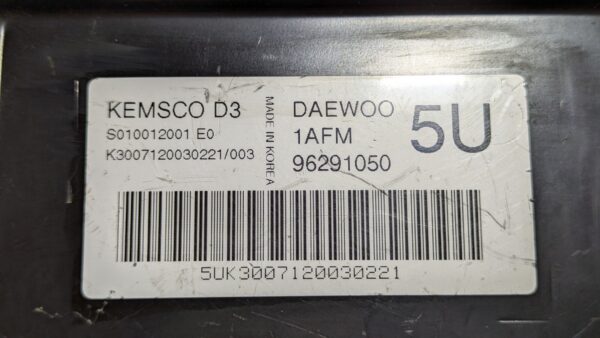 KEMSCO D3
S010012001 E0
K3007120030221/003
MADE IN KOREA
DAEWOO
1AFM
96291050
5U
5UK3007120030221